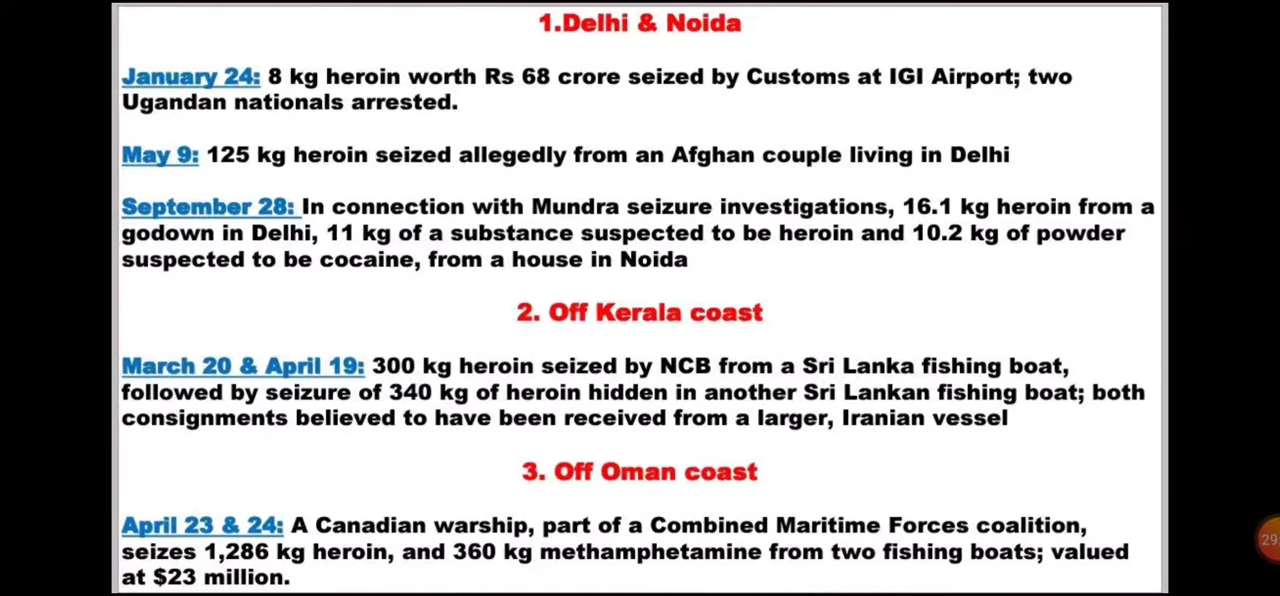 1.Delhi & Noida
January 24: 8 kg heroin worth Rs 68 crore seized by Customs at IGI Airport; two
Ugandan nationals arrested.
May 9: 125 kg heroin seized allegedly from an Afghan couple living in Delhi
September 28: In connection with Mundra seizure investigations, 16.1 kg heroin from a
godown in Delhi, 11 kg of a substance suspected to be heroin and 10.2 kg of powder
suspected to be cocaine, from a house in Noida
2. Off Kerala coast
March 20 & April 19: 300 kg heroin seized by NCB from a Sri Lanka fishing boat,
followed by seizure of 340 kg of heroin hidden in another Sri Lankan fishing boat; both
consignments believed to have been received from a larger, Iranian vessel
3. Off Oman coast
April 23 & 24: A Canadian warship, part of a Combined Maritime Forces coalition,
seizes 1,286 kg heroin, and 360 kg methamphetamine from two fishing boats; valued
at $23 million.
29